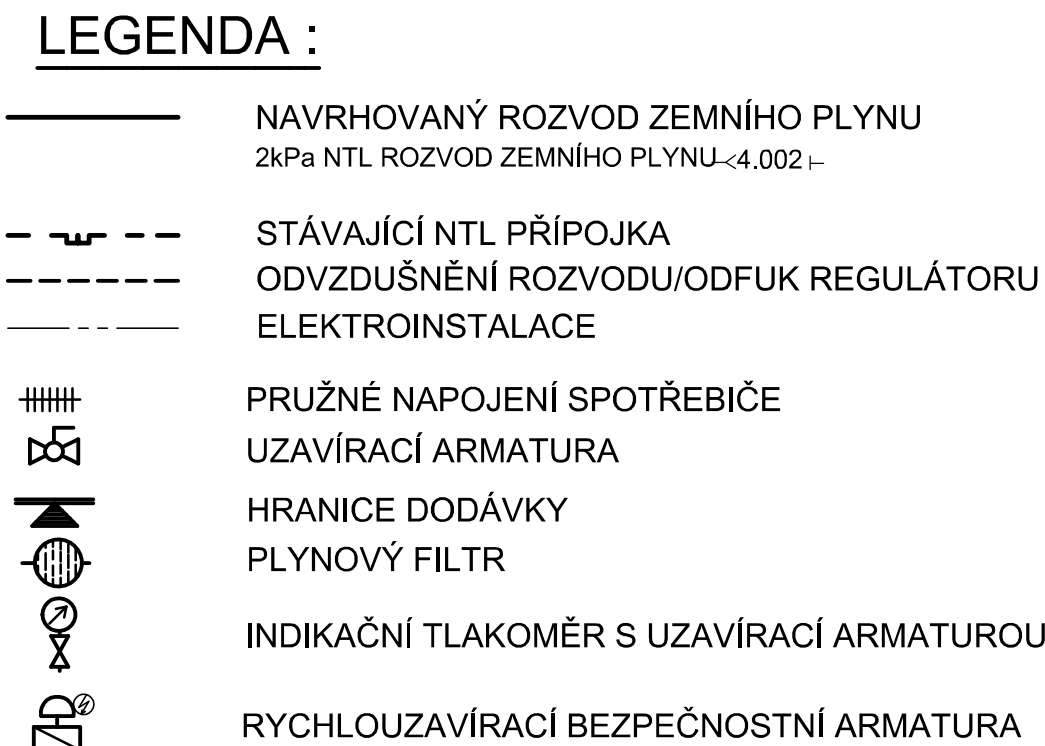 LEGENDA :
NAVRHOVANÝ ROZVOD ZEMNÍHO PLYNU
2kPa NTL ROZVOD ZEMNÍHO PLYNU <4.002
STÁVAJÍCÍ NTL PŘÍPOJKA
ODVZDUŠNĚNÍ ROZVODU/ODFUK REGULÁTORU
ELEKTROINSTALACE
PRUŽNÉ NAPOJENÍ SPOTŘEBIČE
UZAVÍRACÍ ARMATURA
HRANICE DODÁVKY
PLYNOVÝ FILTR
INDIKAČNÍ TLAKOMĚR S UZAVÍRACÍ ARMATUROU
RYCHLOUZAVÍRACÍ BEZPEČNOSTNÍ ARMATURA